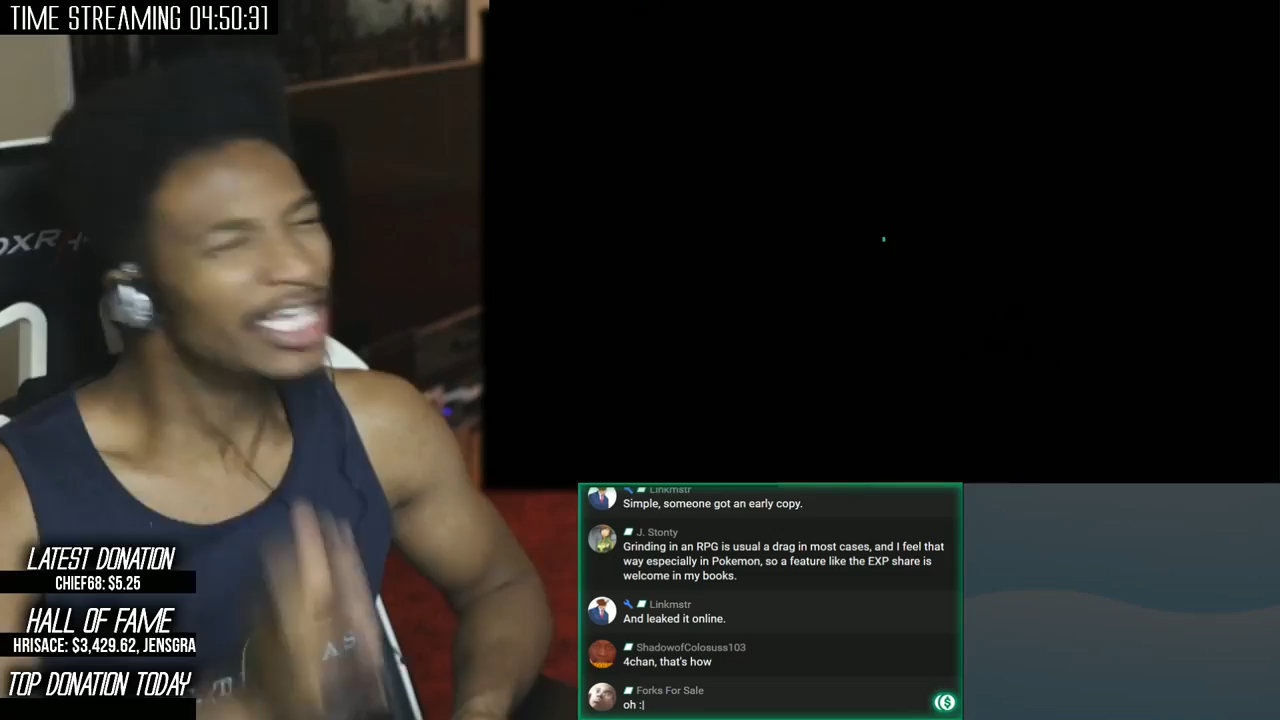 TIME STREAMING 04:50:31
DXR
LATEST DONATION
CHIEF68: $5.25
HALL OF FAME
HRISACE: $3,429.62, JENSGRA
TOP DONATION TODAY
Linkmstr
Simple, someone got an early copy.
J. Stonty
Grinding in an RPG is usual a drag in most cases, and I feel that
way especially in Pokemon, so a feature like the EXP share is
welcome in my books.
Linkmstr
And leaked it online.
ShadowofColosuss103
4chan, that's how
Forks For Sale
oh :|